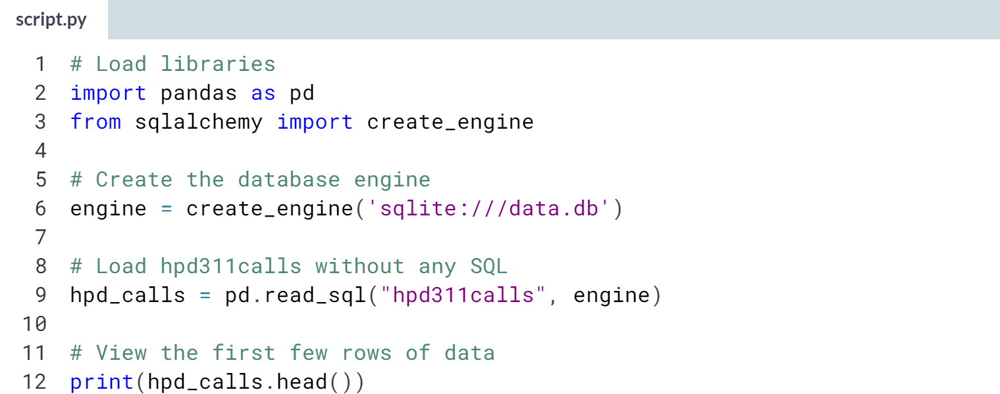 script.py
1 # Load libraries
2 import pandas as pd
3 from sqlalchemy import create_engine
4
5 # Create the database engine
6 engine = create_engine('sqlite:///data.db')
7
8 # Load hpd311calls without any SQL
9 hpd_calls = pd.read_sql("hpd311calls", engine)
10
11 # View the first few rows of data
12 print(hpd_calls.head())